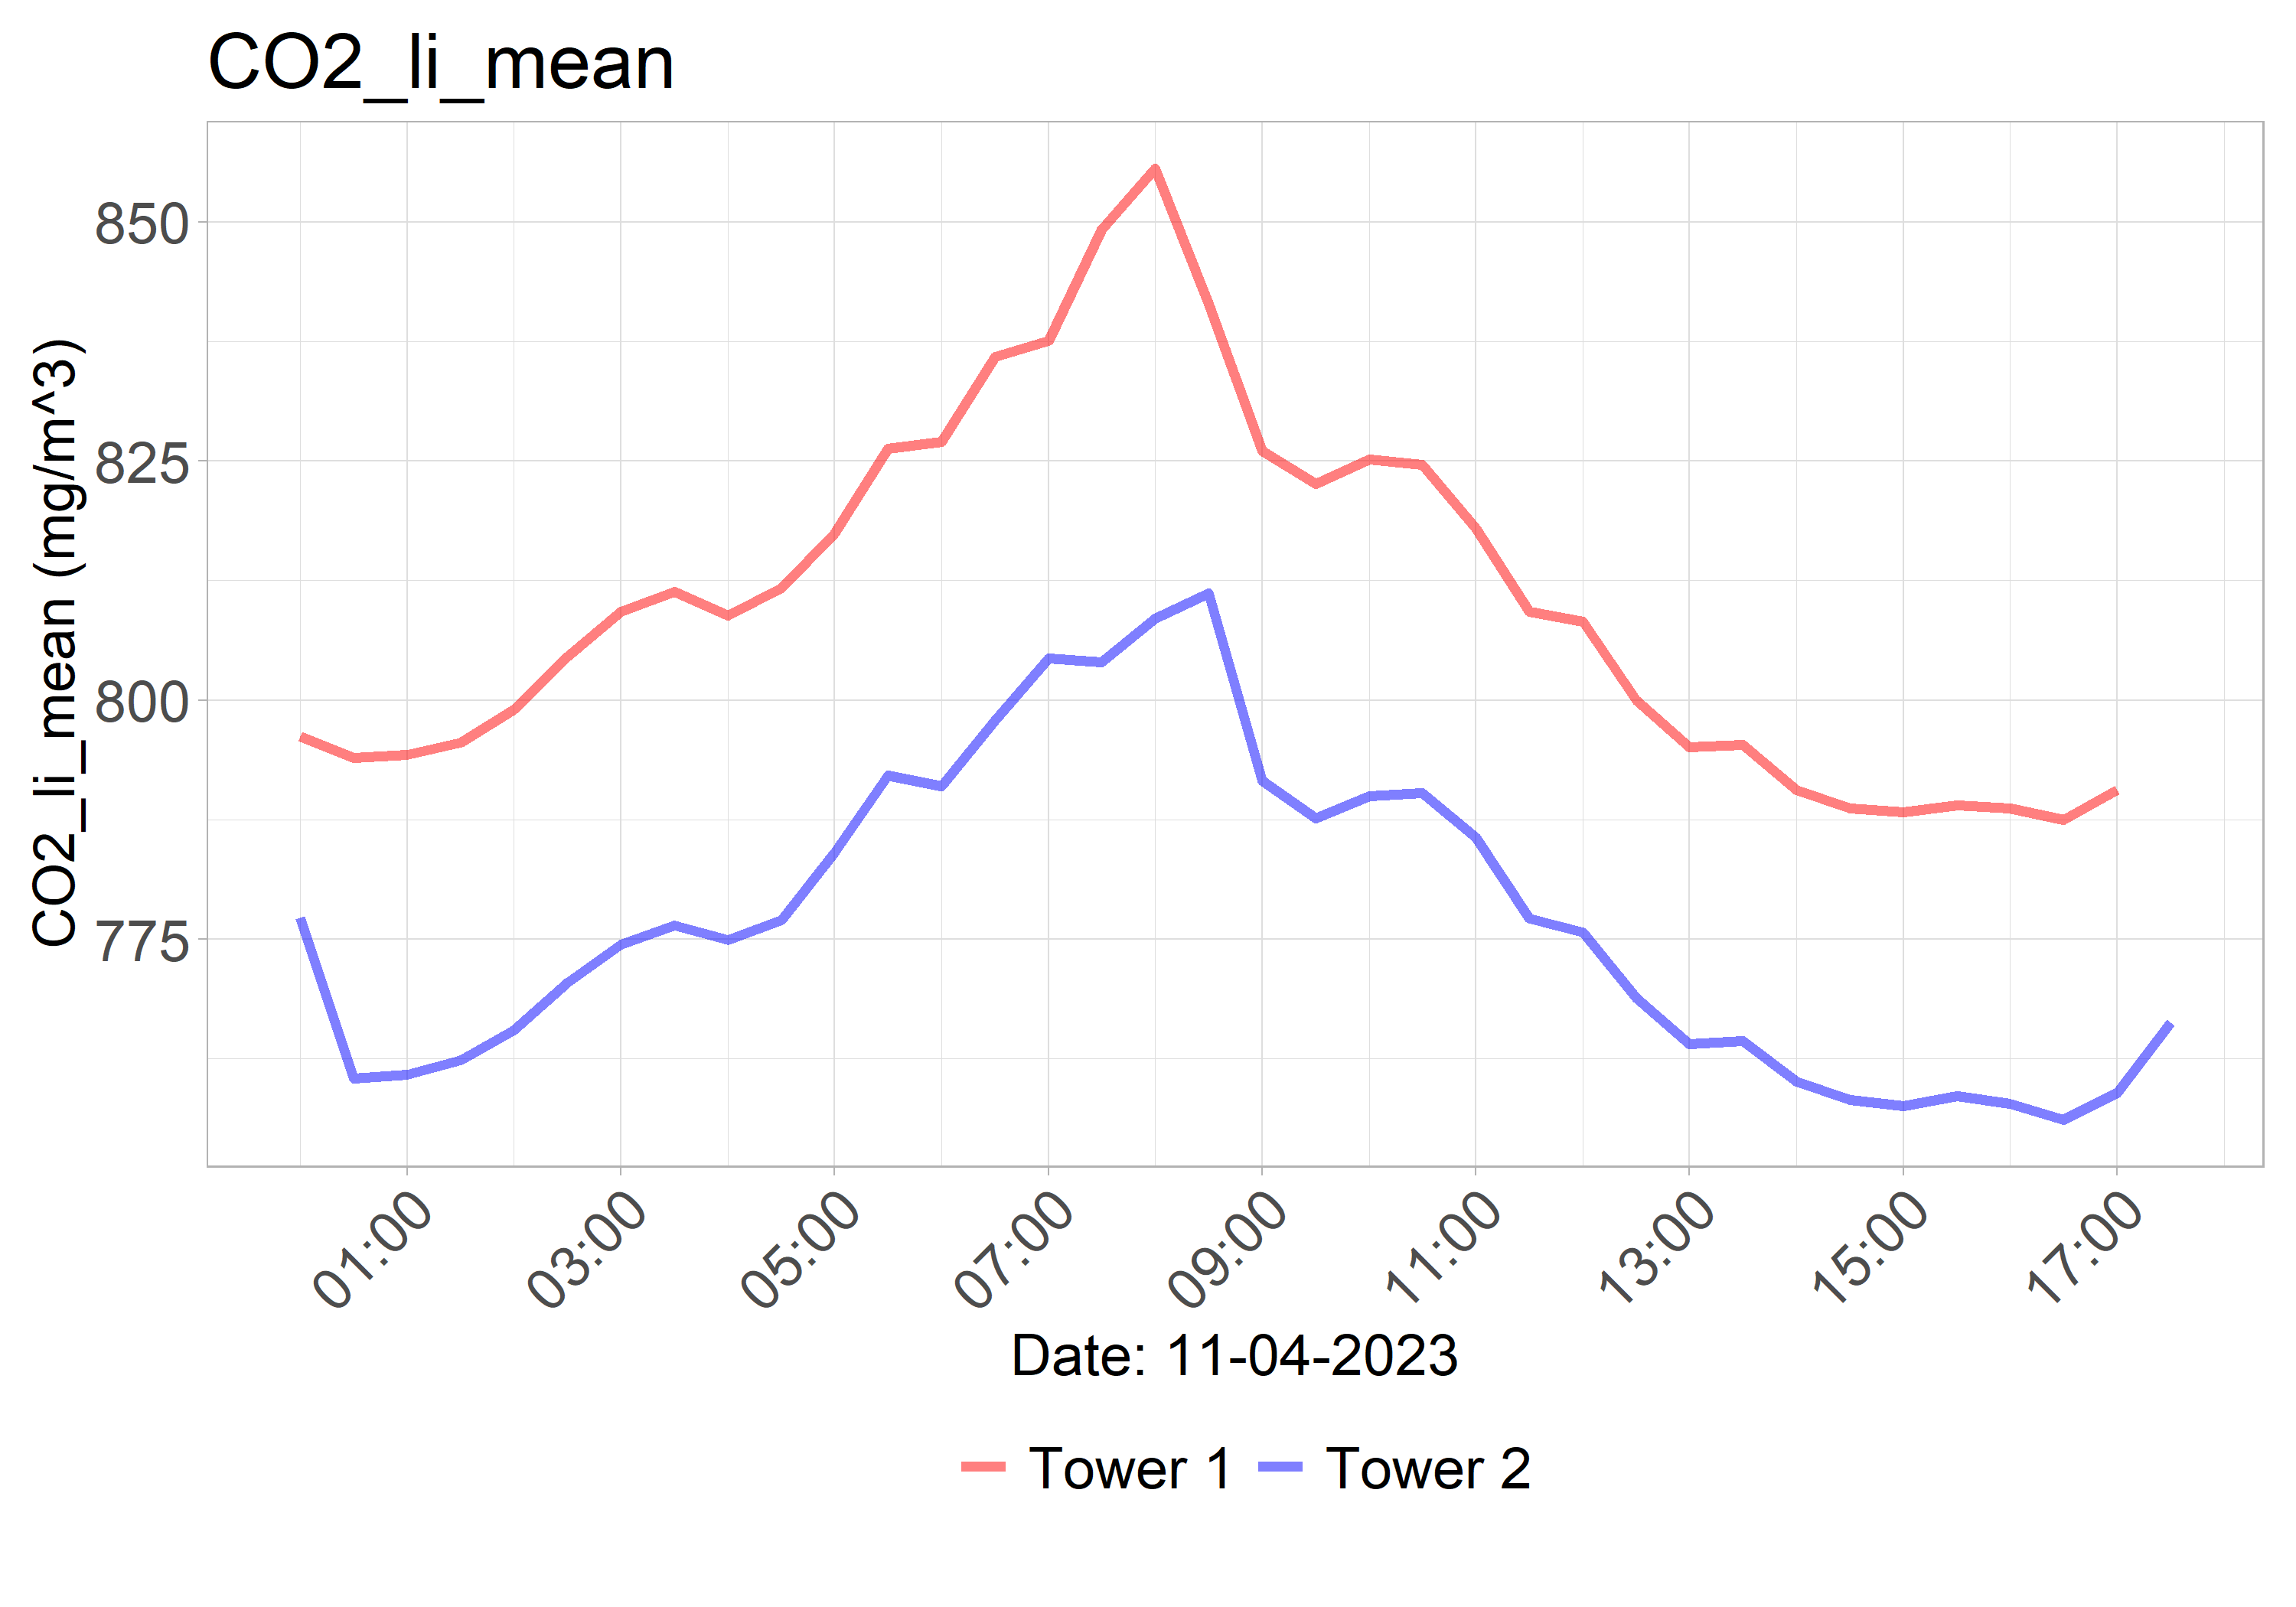 CO2_li_mean
CO2_li_mean (mg/m^3)
850
825
800
775
01:00 03:00 05:00 07:00 09:00 11:00 13:00 15:00 17:00
Date: 11-04-2023
Tower 1 Tower 2